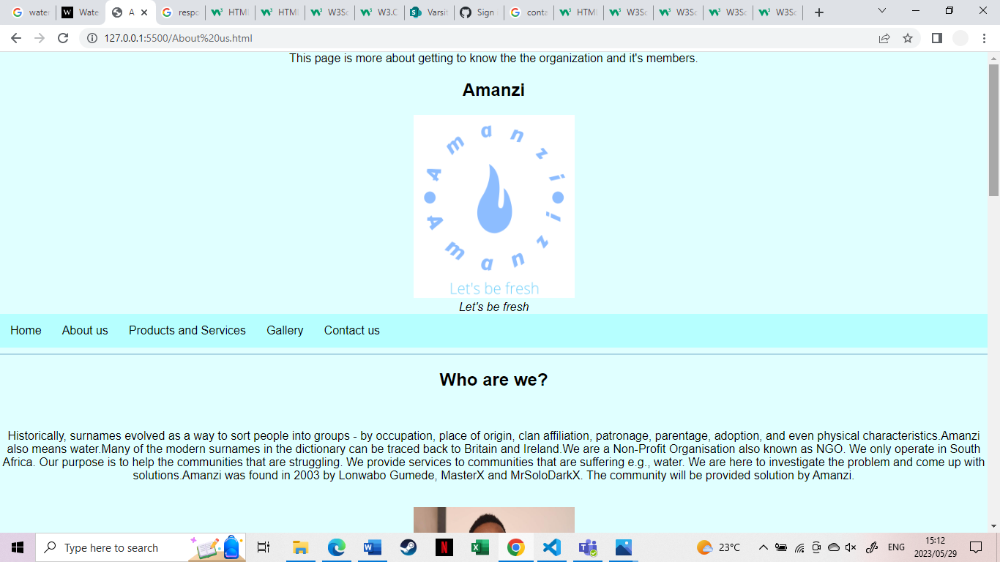 water
Wate
A
respo
HTML
HTML
W3Sc
W3.C
Varsit
Sign
conta
HTML
W3Sc
W3Sc
W3Sc
W3Sc
127.0.0.1:5500/About%20us.html
This page is more about getting to know the the organization and it's members.
Amanzi
Amanzi
Amanzi
Let's be fresh
Let's be fresh
Home About us Products and Services Gallery Contact us
Who are we?
Historically, surnames evolved as a way to sort people into groups - by occupation, place of origin, clan affiliation, patronage, parentage, adoption, and even physical characteristics.Amanzi
also means water.Many of the modern surnames in the dictionary can be traced back to Britain and Ireland.We are a Non-Profit Organisation also known as NGO. We only operate in South
Africa. Our purpose is to help the communities that are struggling. We provide services to communities that are suffering e.g., water. We are here to investigate the problem and come up with
solutions.Amanzi was found in 2003 by Lonwabo Gumede, MasterX and MrSoloDarkX. The community will be provided solution by Amanzi.
Type here to search
23°C
ENG
15:12
2023/05/29